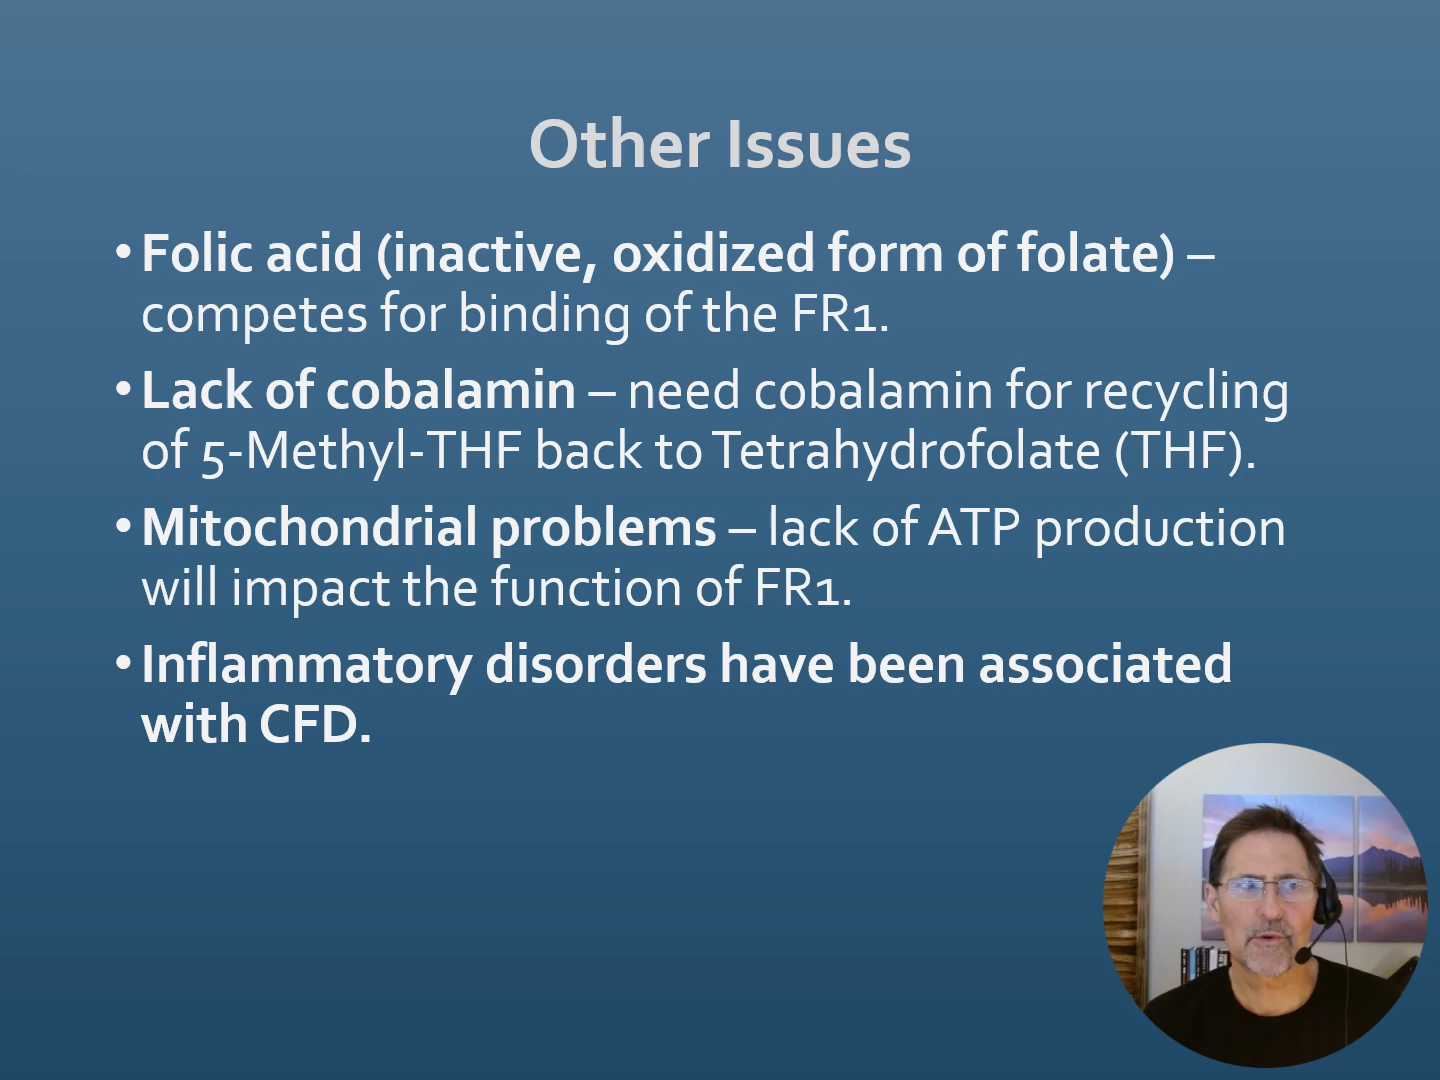 Other Issues
• Folic acid (inactive, oxidized form of folate) –
competes for binding of the FR1.
• Lack of cobalamin – need cobalamin for recycling
of 5-Methyl-THF back to Tetrahydrofolate (THF).
• Mitochondrial problems – lack of ATP production
will impact the function of FR1.
• Inflammatory disorders have been associated
with CFD.